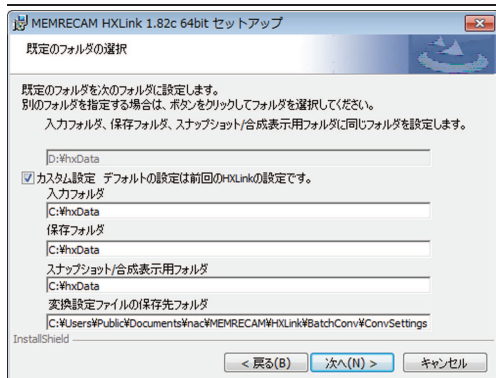 MEMRECAM HXLink 1.82c 64bit セットアップ
既定のフォルダの選択
既定のフォルダを次のフォルダに設定します。
別のフォルダを指定する場合は、ボタンをクリックしてフォルダを選択してください。
入力フォルダ、保存フォルダ、スナップショット/合成表示用フォルダに同じフォルダを設定します。
D:¥hxData
カスタム設定 デフォルトの設定は前回のHXLinkの設定です。
入力フォルダ
C:¥hxData
保存フォルダ
C:¥hxData
スナップショット/合成表示用フォルダ
C:¥hxData
変換設定ファイルの保存先フォルダ
C:¥Users¥Public¥Documents¥nac¥MEMRECAM¥HXLink¥BatchConv¥ConvSettings
InstallShield
< 戻る(B)
次へ(N) >
キャンセル